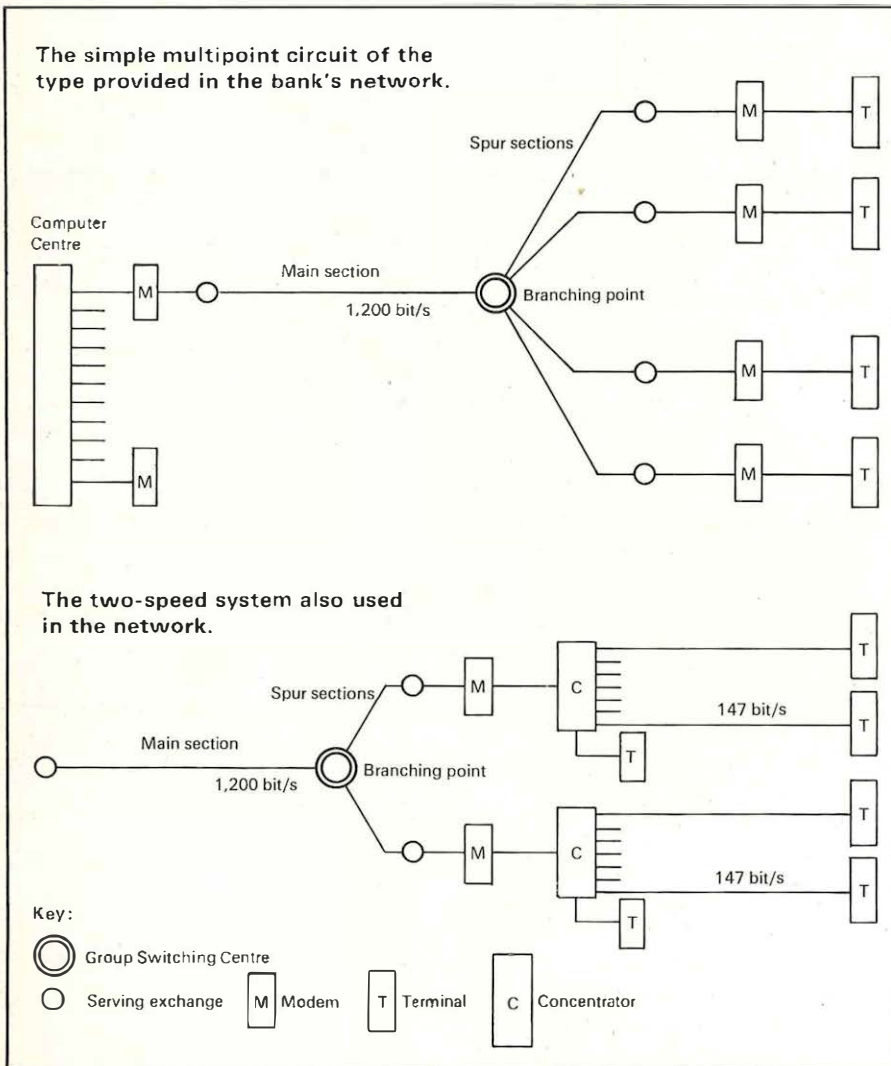 The simple multipoint circuit of the
type provided in the bank's network.
M
T
Spur sections
M
T
Computer
Centre
Main section
M
1,200 bit/s
Branching point
M
T
M
M
T
The two-speed system also used
in the network.
T
Spur sections
M
C
147 bit/s
T
Main section
T
1,200 bit/s
Branching point
T
M
C
147 bit/s
T
T
Key:
Group Switching Centre
Serving exchange
M Modem
T Terminal
C Concentrator